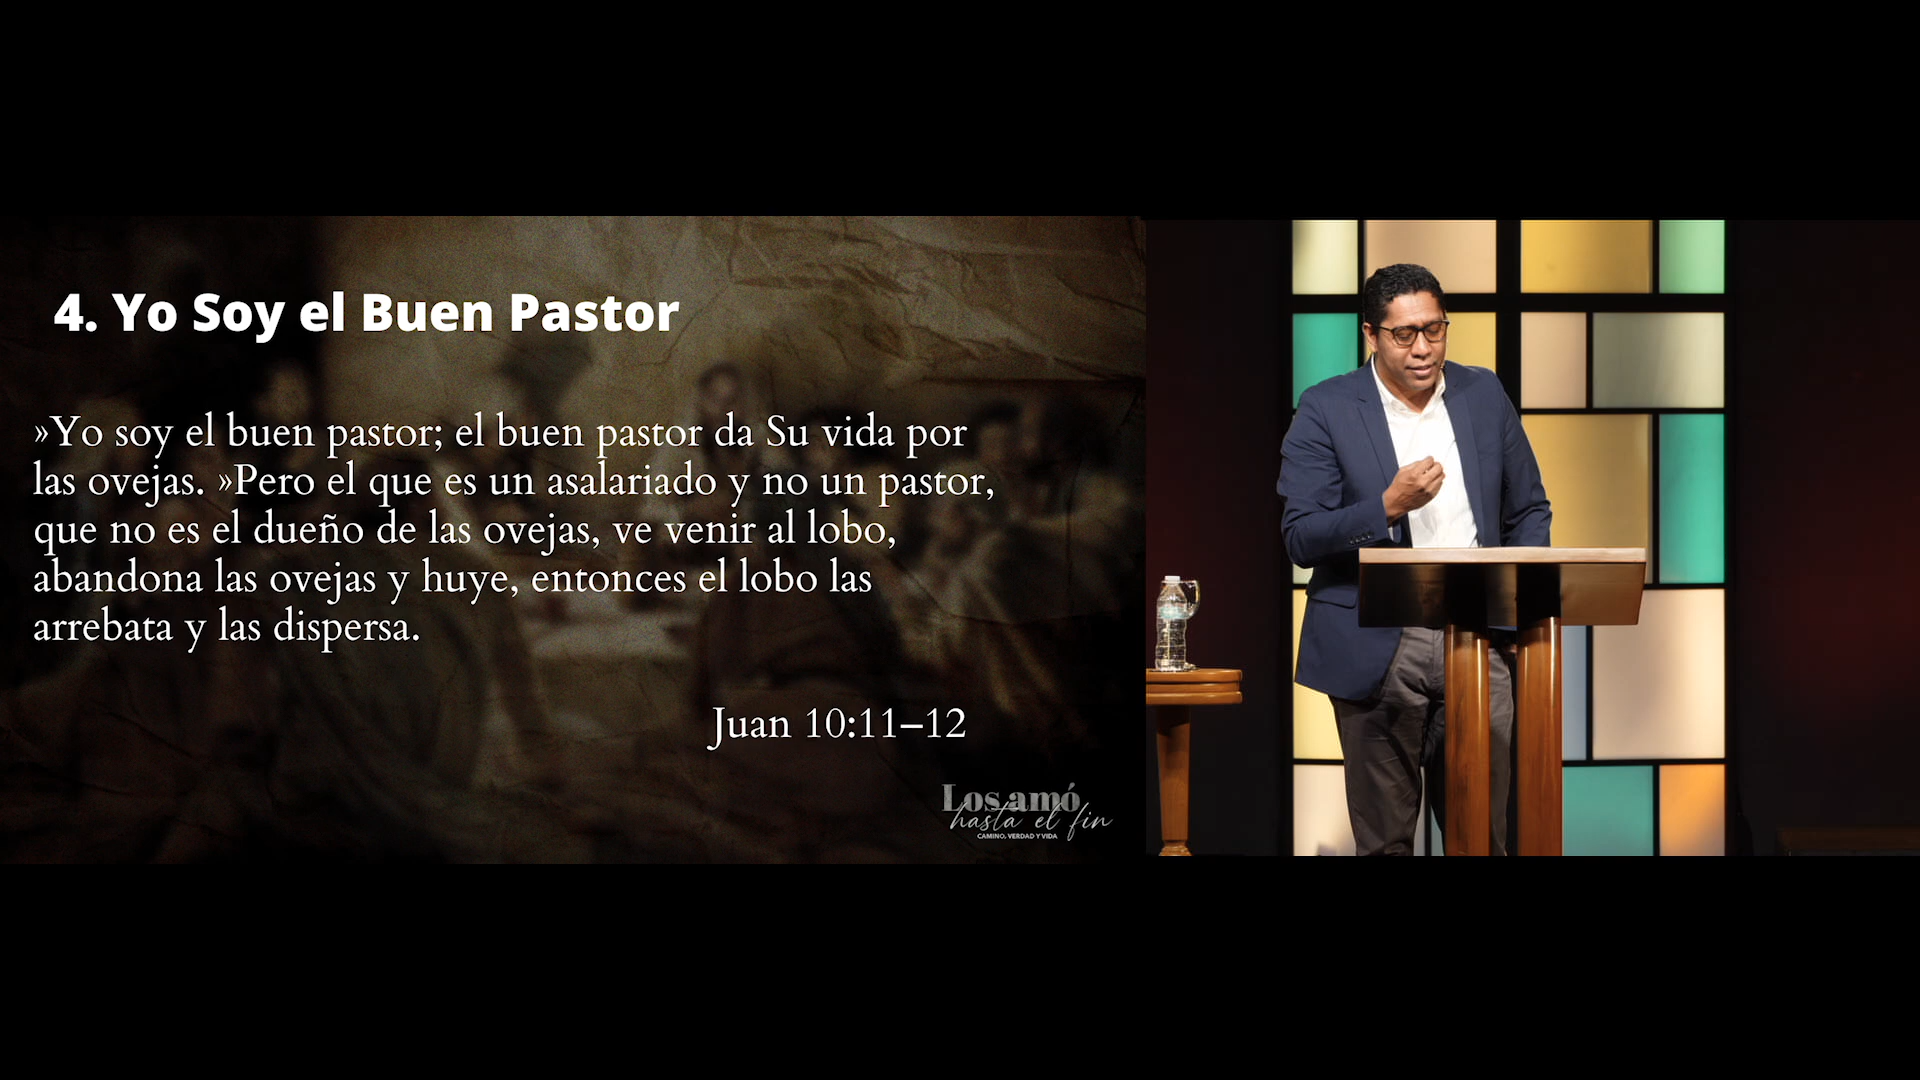 4. Yo Soy el Buen Pastor
»Yo soy el buen pastor; el buen pastor da Su vida por
las ovejas. »Pero el que es un asalariado y no un pastor,
que no es el dueño de las ovejas, ve venir al lobo,
abandona las ovejas y huye, entonces el lobo las
arrebata y las dispersa.
Juan 10:11–12
Los amó
hasta el fin
CAMINO, VERDAD Y VIDA